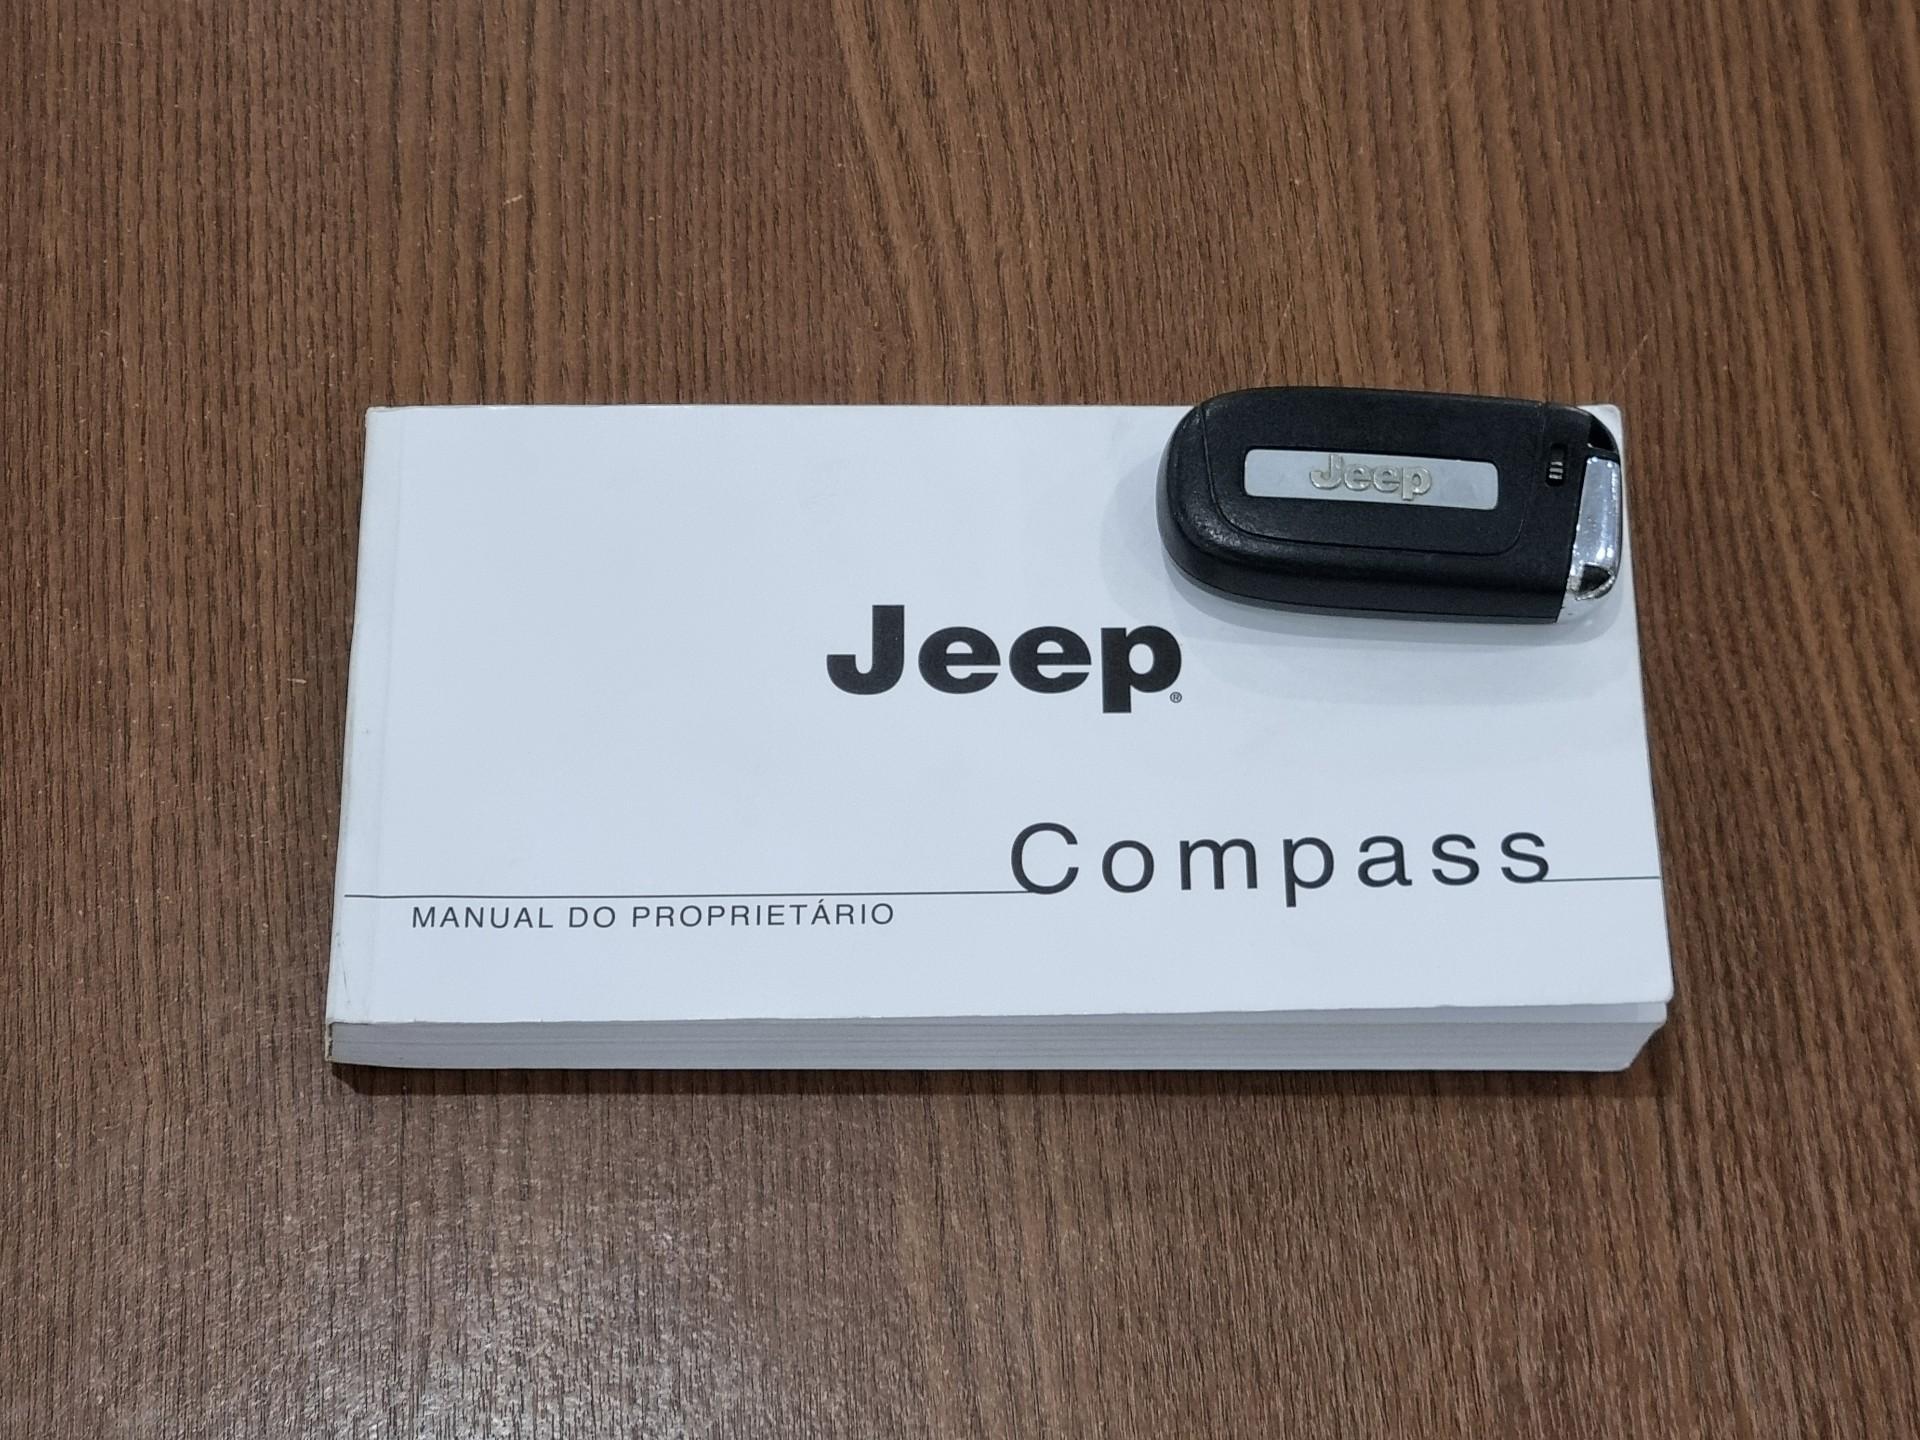 Jeep
Jeep®
Compass
MANUAL DO PROPRIETÁRIO